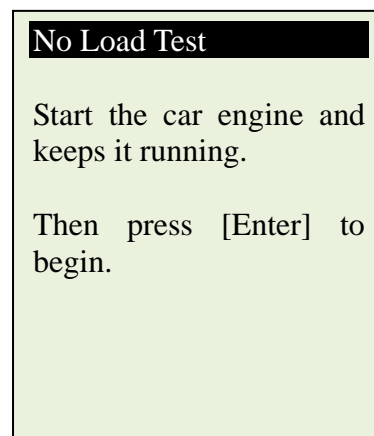 No Load Test
Start the car engine and
keeps it running.
Then press [Enter] to
begin.